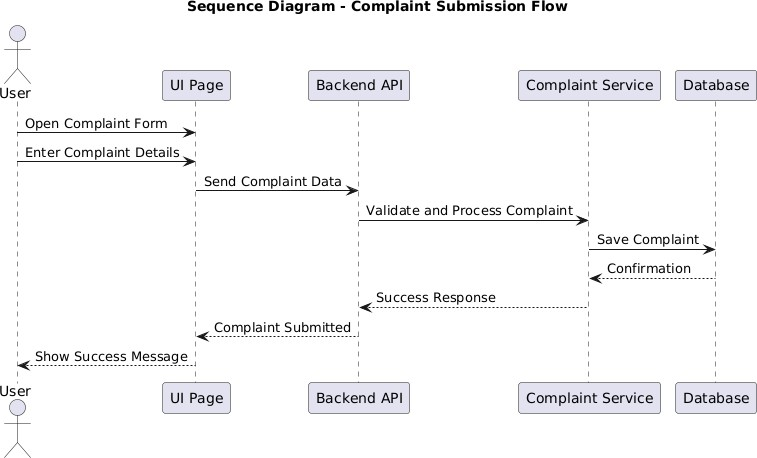 Sequence Diagram - Complaint Submission Flow
User
UI Page
Backend API
Complaint Service
Database
Open Complaint Form
Enter Complaint Details
Send Complaint Data
Validate and Process Complaint
Save Complaint
Confirmation
Success Response
Complaint Submitted
Show Success Message
User
UI Page
Backend API
Complaint Service
Database